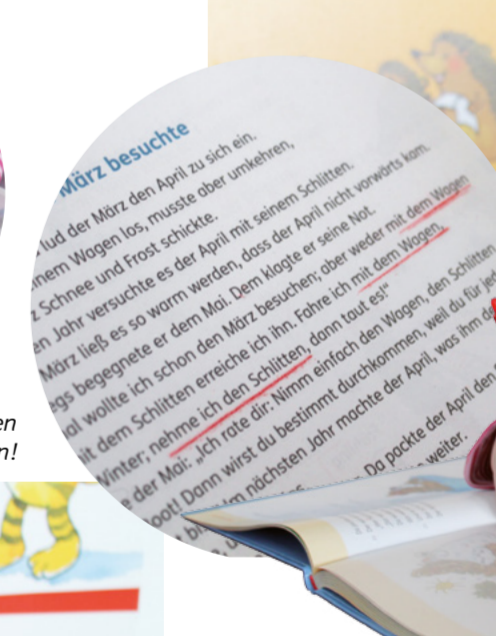 März besuchte
lud der März den April zu sich ein.
nem Wagen los, musste aber umkehren,
z Schnee und Frost schickte.
en Jahr versuchte es der April mit seinem Schlitten.
März ließ es so warm werden, dass der April nicht vorwärts kam.
gs begegnete er dem Mai. Dem klagte er seine Not.
al wollte ich schon den März besuchen; aber weder mit dem Wagen
it dem Schlitten erreiche ich ihn. Fahre ich mit dem Wagen,
Winter; nehme ich den Schlitten, dann taut es!“
der Mai: „Ich rate dir: Nimm einfach den Wagen, den Schlitten
oot! Dann wirst du bestimmt durchkommen, weil du für jed
m nächsten Jahr machte der April, was ihm de
Da packte der April den
weiter.
en
n!